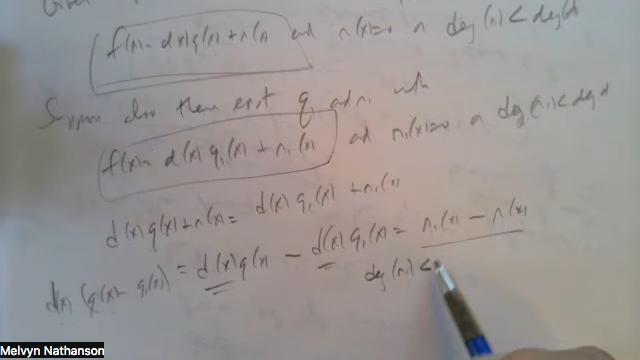 f(x) = d(x)q(x) + r(x) and r(x)=0 or deg(r) < deg(d)
Suppose also there exist q₁ and r₁ with
f(x) = d(x) q₁(x) + r₁(x) and r₁(x)=0 or deg(r₁) < deg d
d(x)q(x) + r(x) = d(x) q₁(x) + r₁(x)
d(x) (q(x) - q₁(x)) = d(x)q(x) - d(x)q₁(x) = r₁(x) - r(x)
deg(r₁) <
Melvyn Nathanson